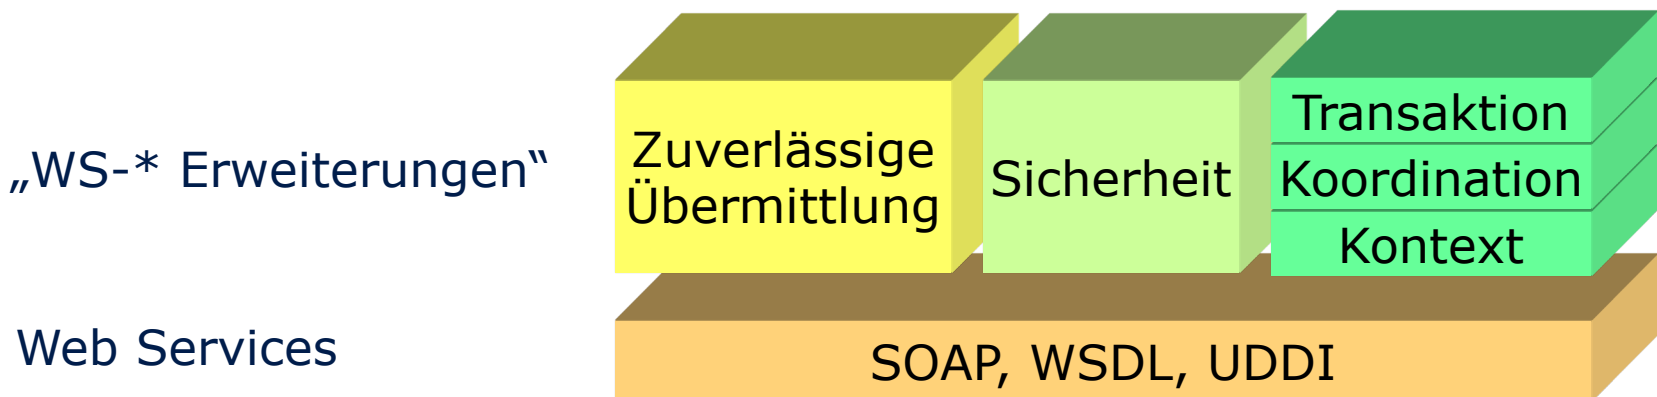 „WS-* Erweiterungen“
Zuverlässige
Übermittlung
Sicherheit
Transaktion
Koordination
Kontext
Web Services
SOAP, WSDL, UDDI